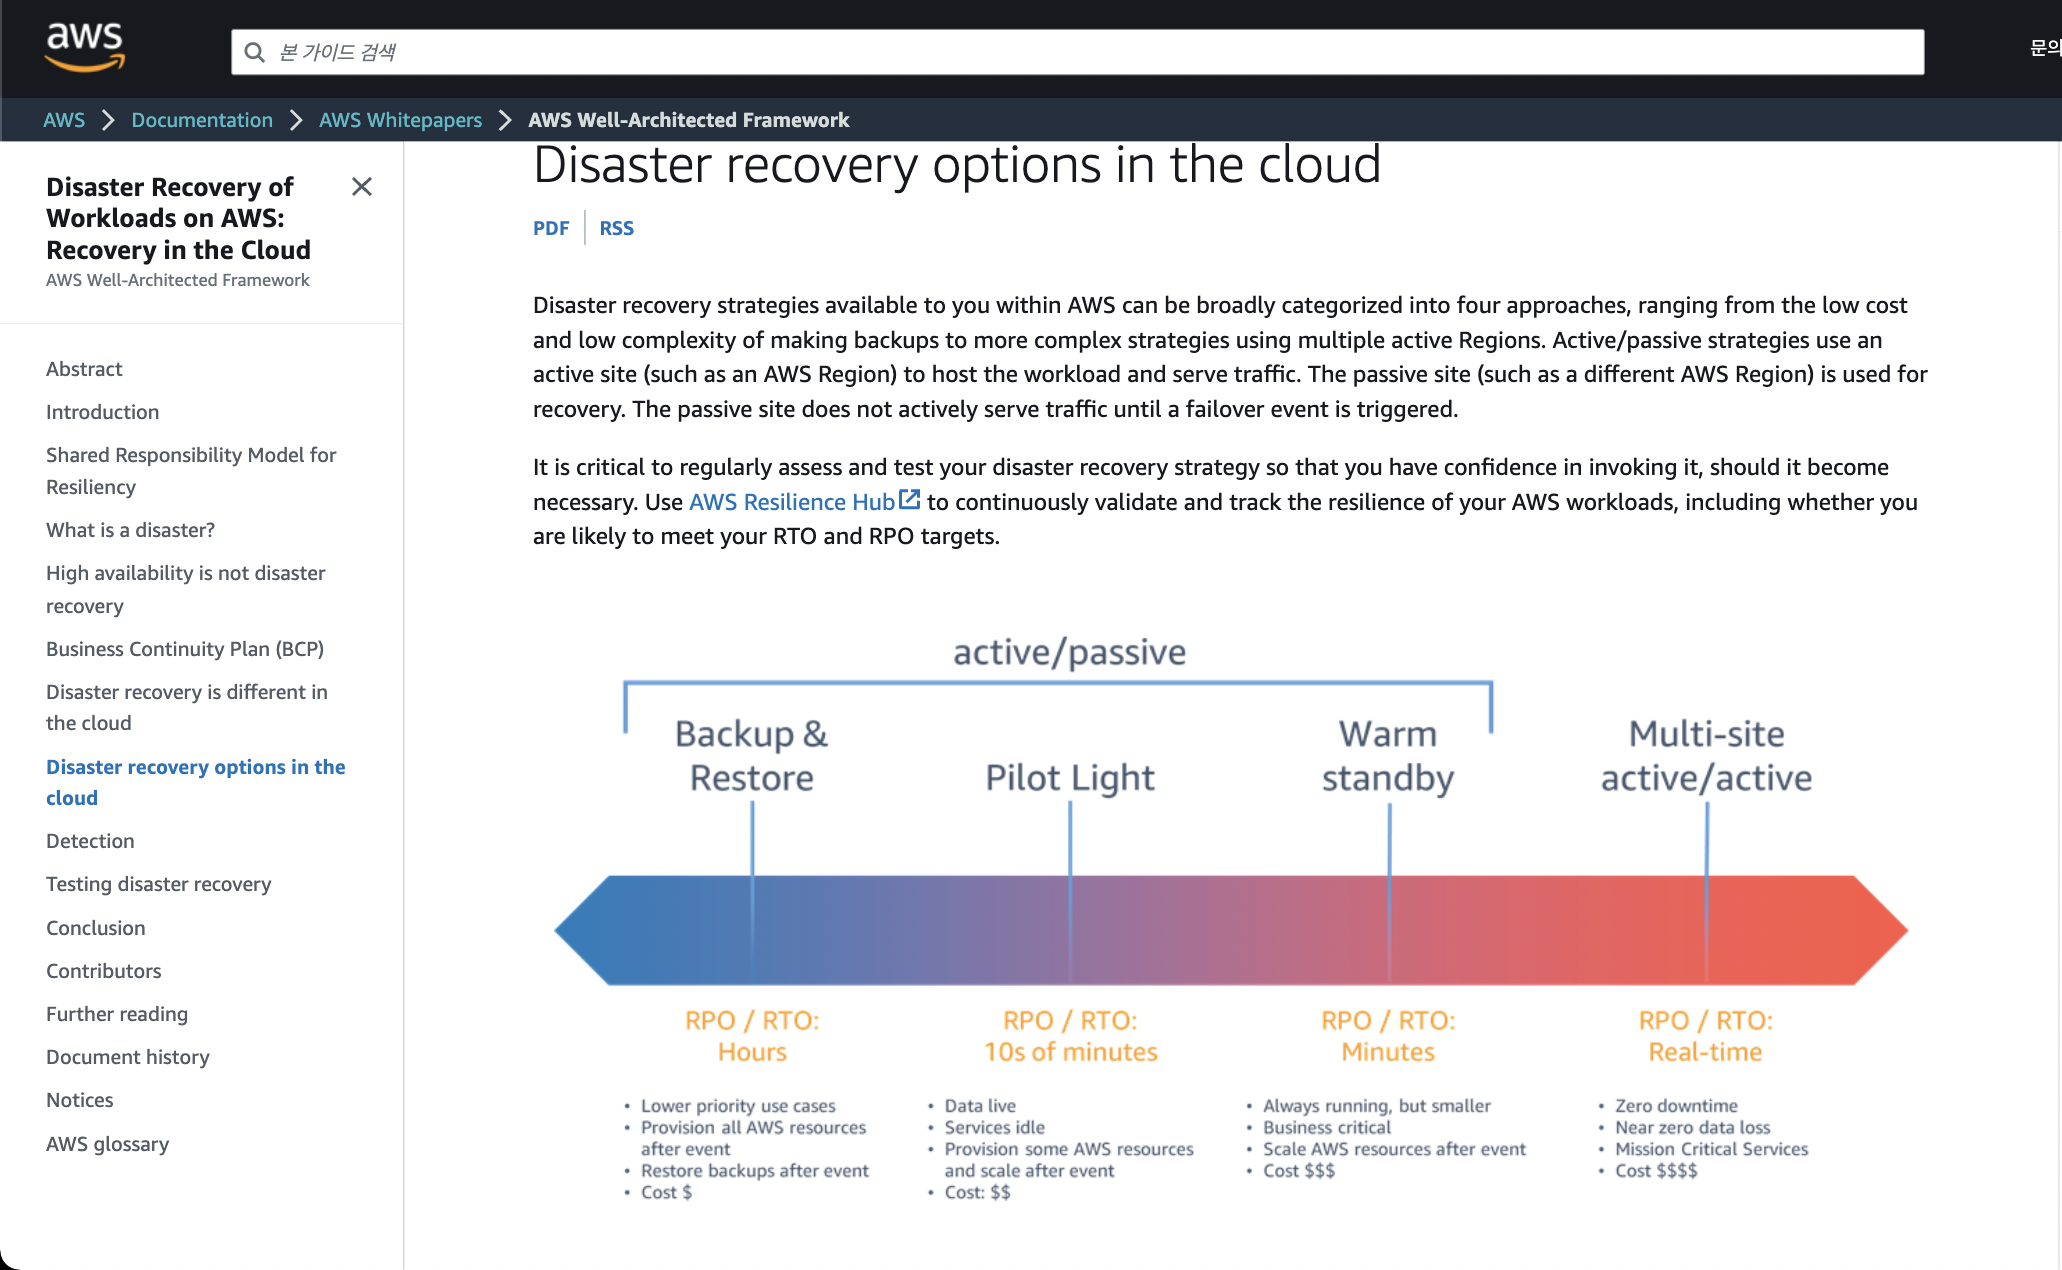 aws
본 가이드 검색
문의
AWS > Documentation > AWS Whitepapers > AWS Well-Architected Framework
Disaster Recovery of
Workloads on AWS:
Recovery in the Cloud
AWS Well-Architected Framework
Abstract
Introduction
Shared Responsibility Model for
Resiliency
What is a disaster?
High availability is not disaster
recovery
Business Continuity Plan (BCP)
Disaster recovery is different in
the cloud
Disaster recovery options in the
cloud
Detection
Testing disaster recovery
Conclusion
Contributors
Further reading
Document history
Notices
AWS glossary
Disaster recovery options in the cloud
PDF | RSS
Disaster recovery strategies available to you within AWS can be broadly categorized into four approaches, ranging from the low cost
and low complexity of making backups to more complex strategies using multiple active Regions. Active/passive strategies use an
active site (such as an AWS Region) to host the workload and serve traffic. The passive site (such as a different AWS Region) is used for
recovery. The passive site does not actively serve traffic until a failover event is triggered.
It is critical to regularly assess and test your disaster recovery strategy so that you have confidence in invoking it, should it become
necessary. Use AWS Resilience Hub to continuously validate and track the resilience of your AWS workloads, including whether you
are likely to meet your RTO and RPO targets.
active/passive
Backup &
Restore
Pilot Light
Warm
standby
Multi-site
active/active
RPO / RTO:
Hours
RPO / RTO:
10s of minutes
RPO / RTO:
Minutes
RPO / RTO:
Real-time
• Lower priority use cases
• Provision all AWS resources
after event
• Restore backups after event
• Cost $
• Data live
• Services idle
• Provision some AWS resources
and scale after event
• Cost: $$
• Always running, but smaller
• Business critical
• Scale AWS resources after event
• Cost $$$
• Zero downtime
• Near zero data loss
• Mission Critical Services
• Cost $$$$